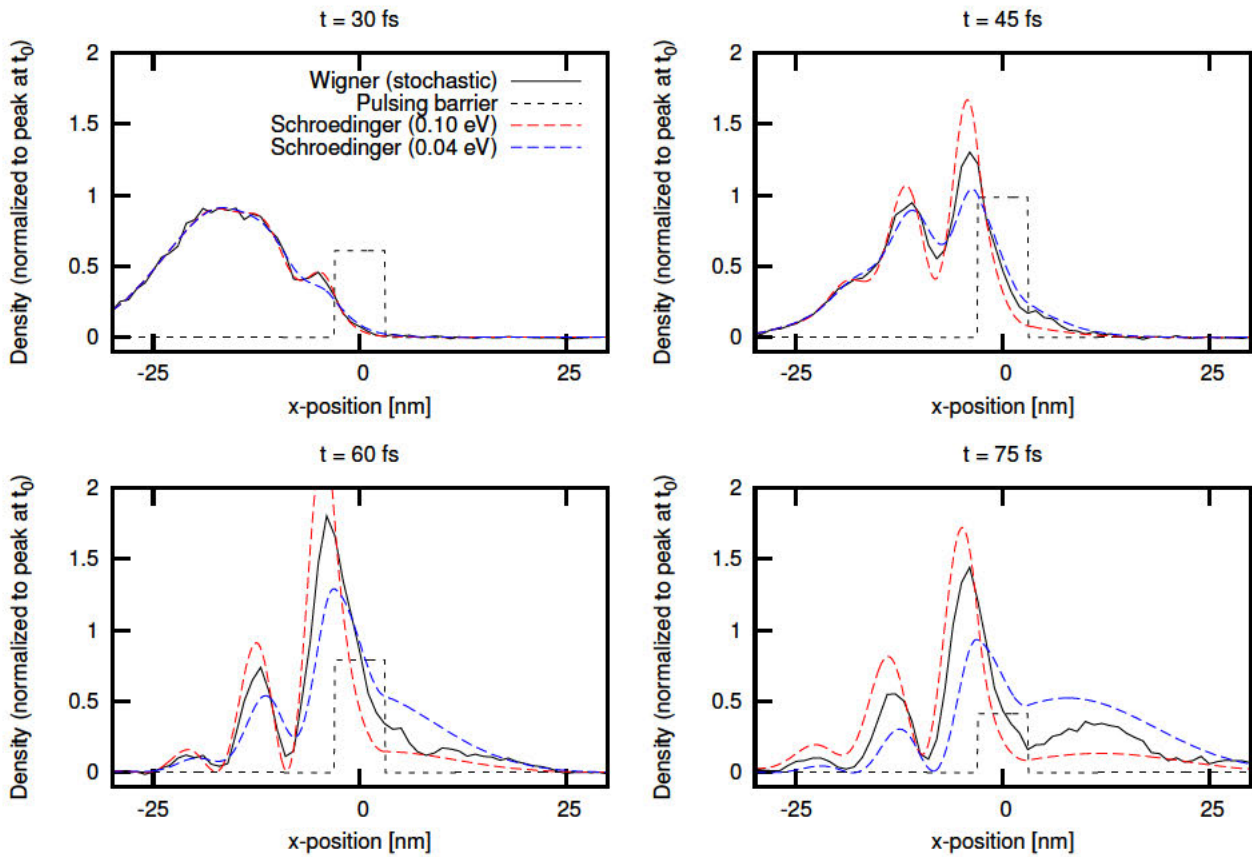 t = 30 fs
Density (normalized to peak at t0)
2
1.5
1
0.5
0
Wigner (stochastic)
Pulsing barrier
Schroedinger (0.10 eV)
Schroedinger (0.04 eV)
-25
0
25
x-position [nm]
t = 45 fs
Density (normalized to peak at t0)
2
1.5
1
0.5
0
-25
0
25
x-position [nm]
t = 60 fs
Density (normalized to peak at t0)
2
1.5
1
0.5
0
-25
0
25
x-position [nm]
t = 75 fs
Density (normalized to peak at t0)
2
1.5
1
0.5
0
-25
0
25
x-position [nm]